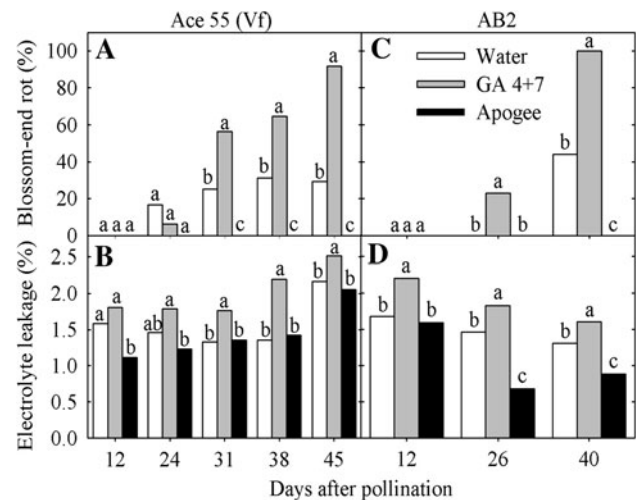 Ace 55 (Vf) AB2
Blossom-end rot (%)
100
80
60
40
20
0
A
a a a
a a a
b a c
b a c
b a c
C
Water
GA 4+7
Apogee
a a a
b a b
b a c
Electrolyte leakage (%)
2.5
2.0
1.5
1.0
0.5
0.0
B
a a b
ab a b
b a b
b a b
b a b
D
b a b
b a c
b a c
12 24 31 38 45 12 26 40
Days after pollination